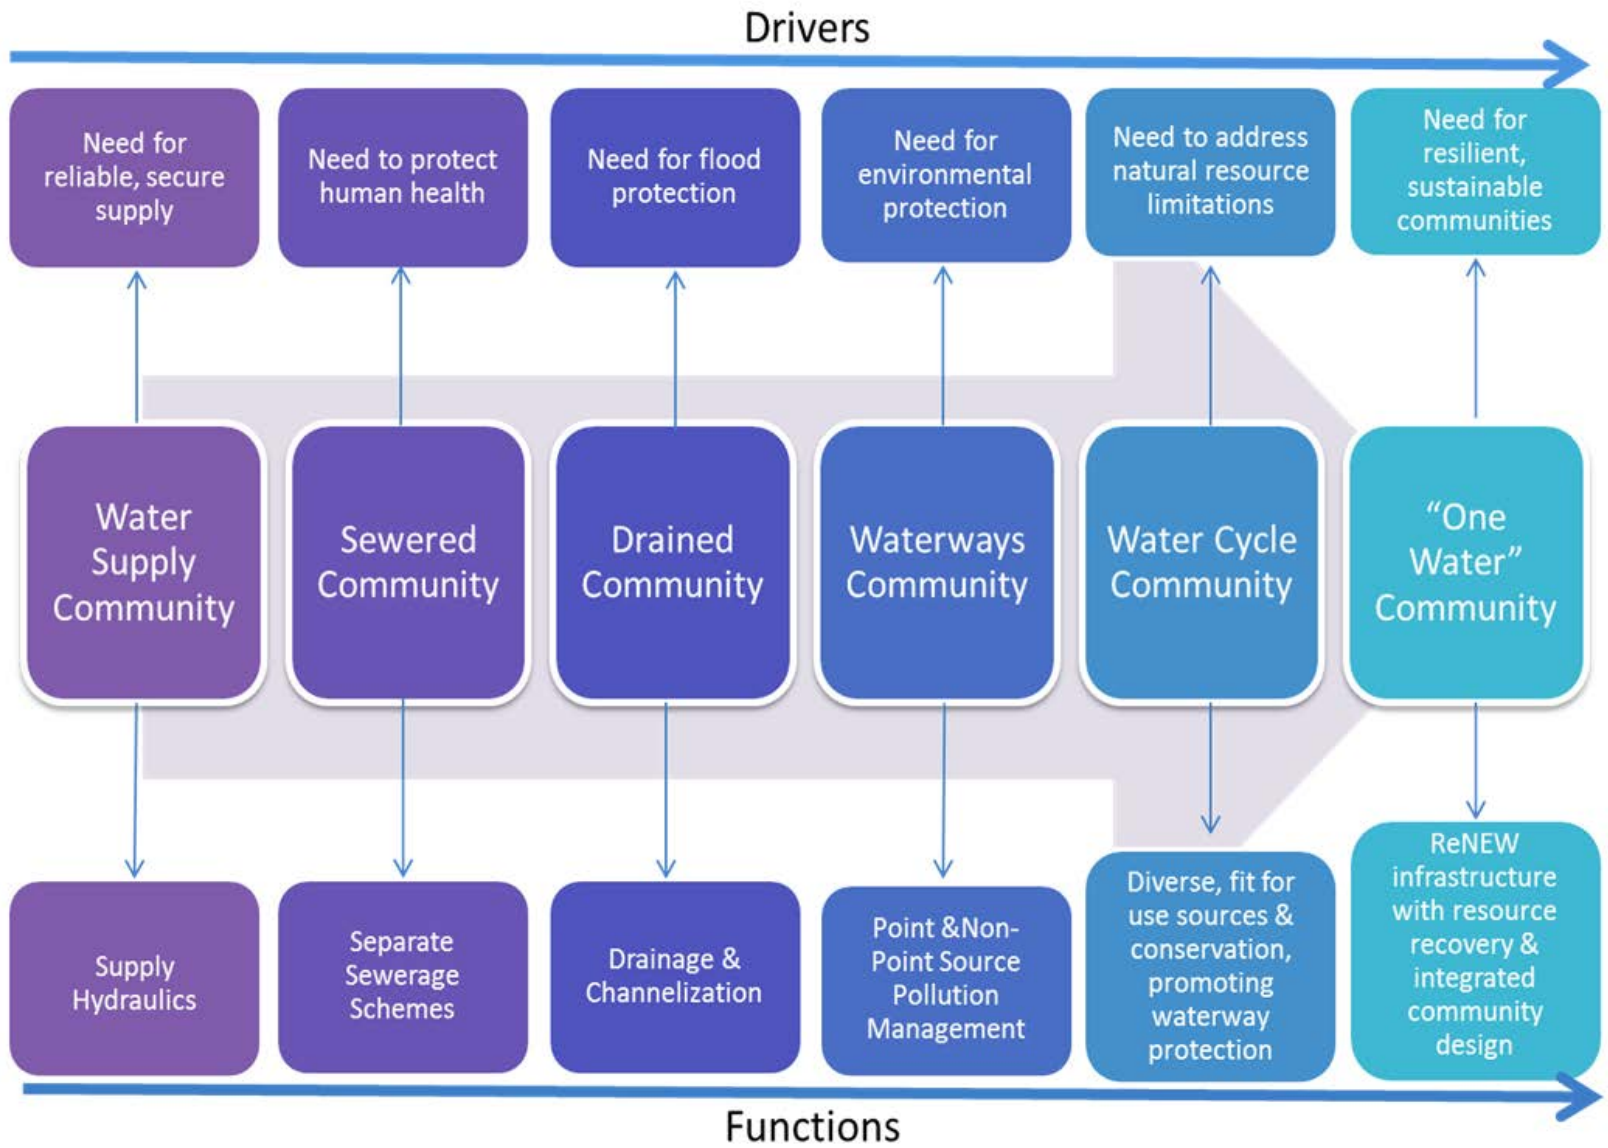 Drivers
Need for
reliable, secure
supply
Need to protect
human health
Need for flood
protection
Need for
environmental
protection
Need to address
natural resource
limitations
Need for
resilient,
sustainable
communities
Water
Supply
Community
Sewered
Community
Drained
Community
Waterways
Community
Water Cycle
Community
“One
Water”
Community
Supply
Hydraulics
Separate
Sewerage
Schemes
Drainage &
Channelization
Point &Non-
Point Source
Pollution
Management
Diverse, fit for
use sources &
conservation,
promoting
waterway
protection
ReNEW
infrastructure
with resource
recovery &
integrated
community
design
Functions